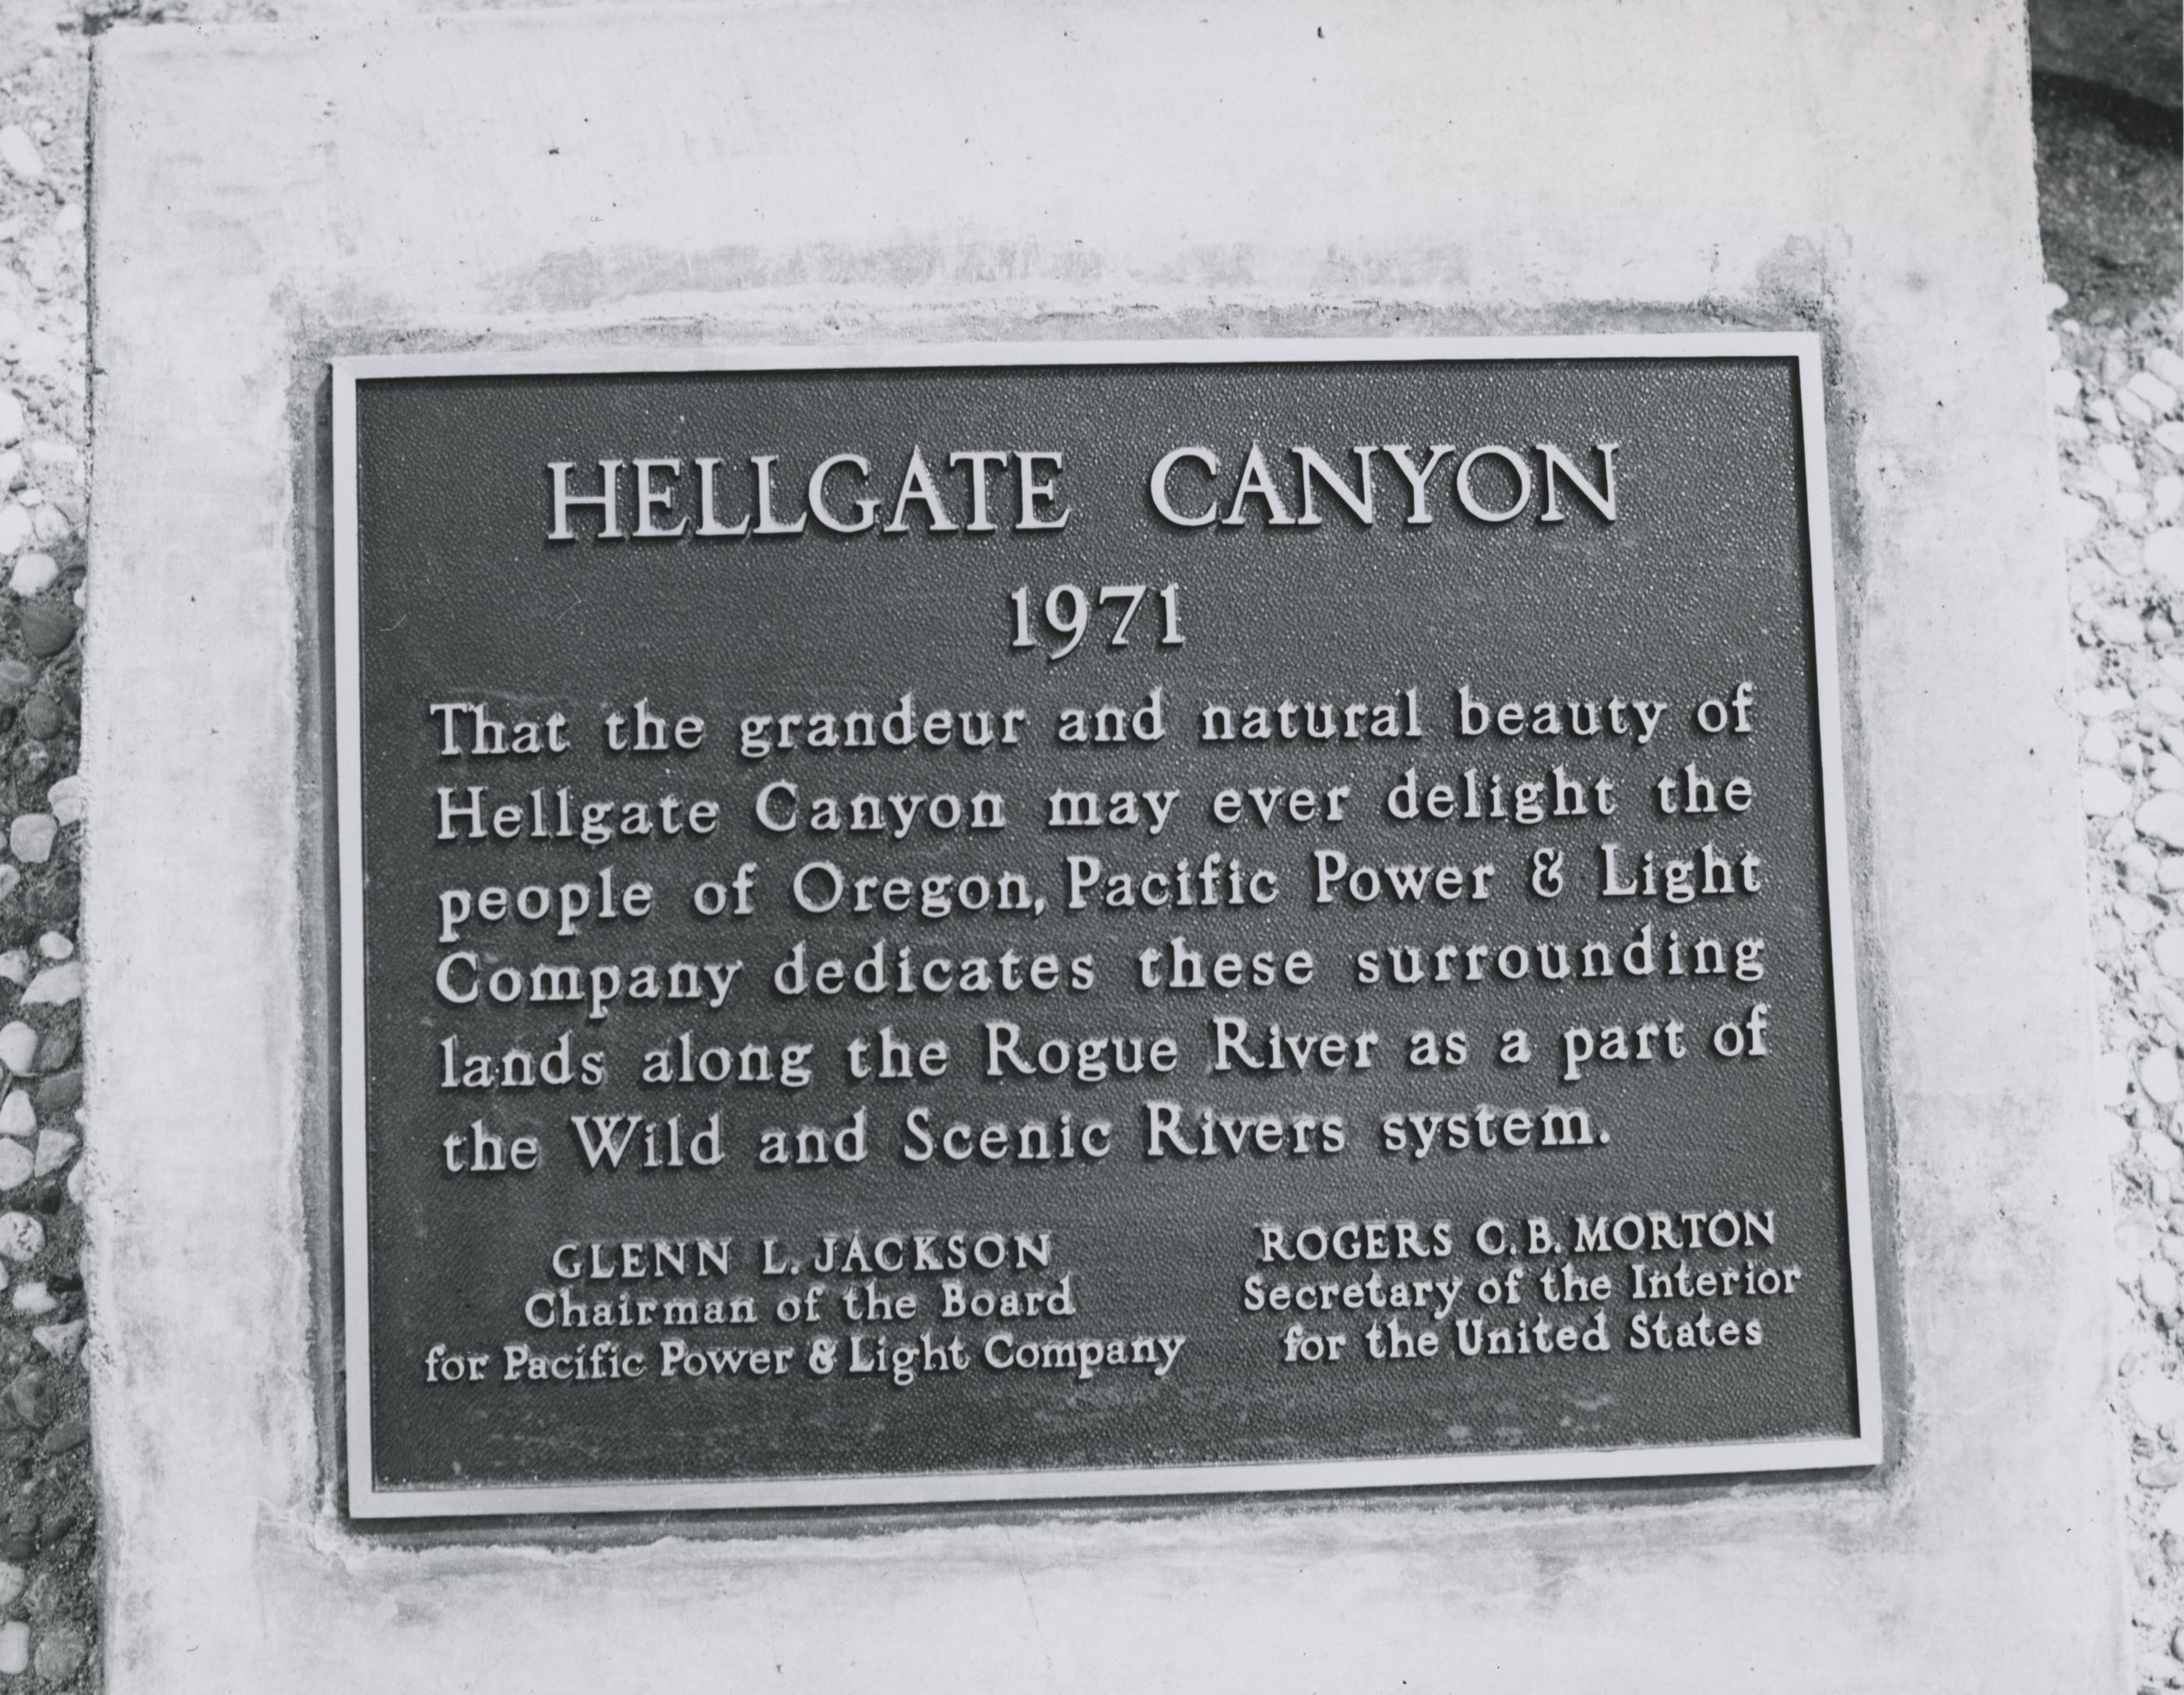 HELLGATE CANYON
1971
That the grandeur and natural beauty of
Hellgate Canyon may ever delight the
people of Oregon, Pacific Power & Light
Company dedicates these surrounding
lands along the Rogue River as a part of
the Wild and Scenic Rivers system.
GLENN L. JACKSON
Chairman of the Board
for Pacific Power & Light Company
ROGERS C. B. MORTON
Secretary of the Interior
for the United States